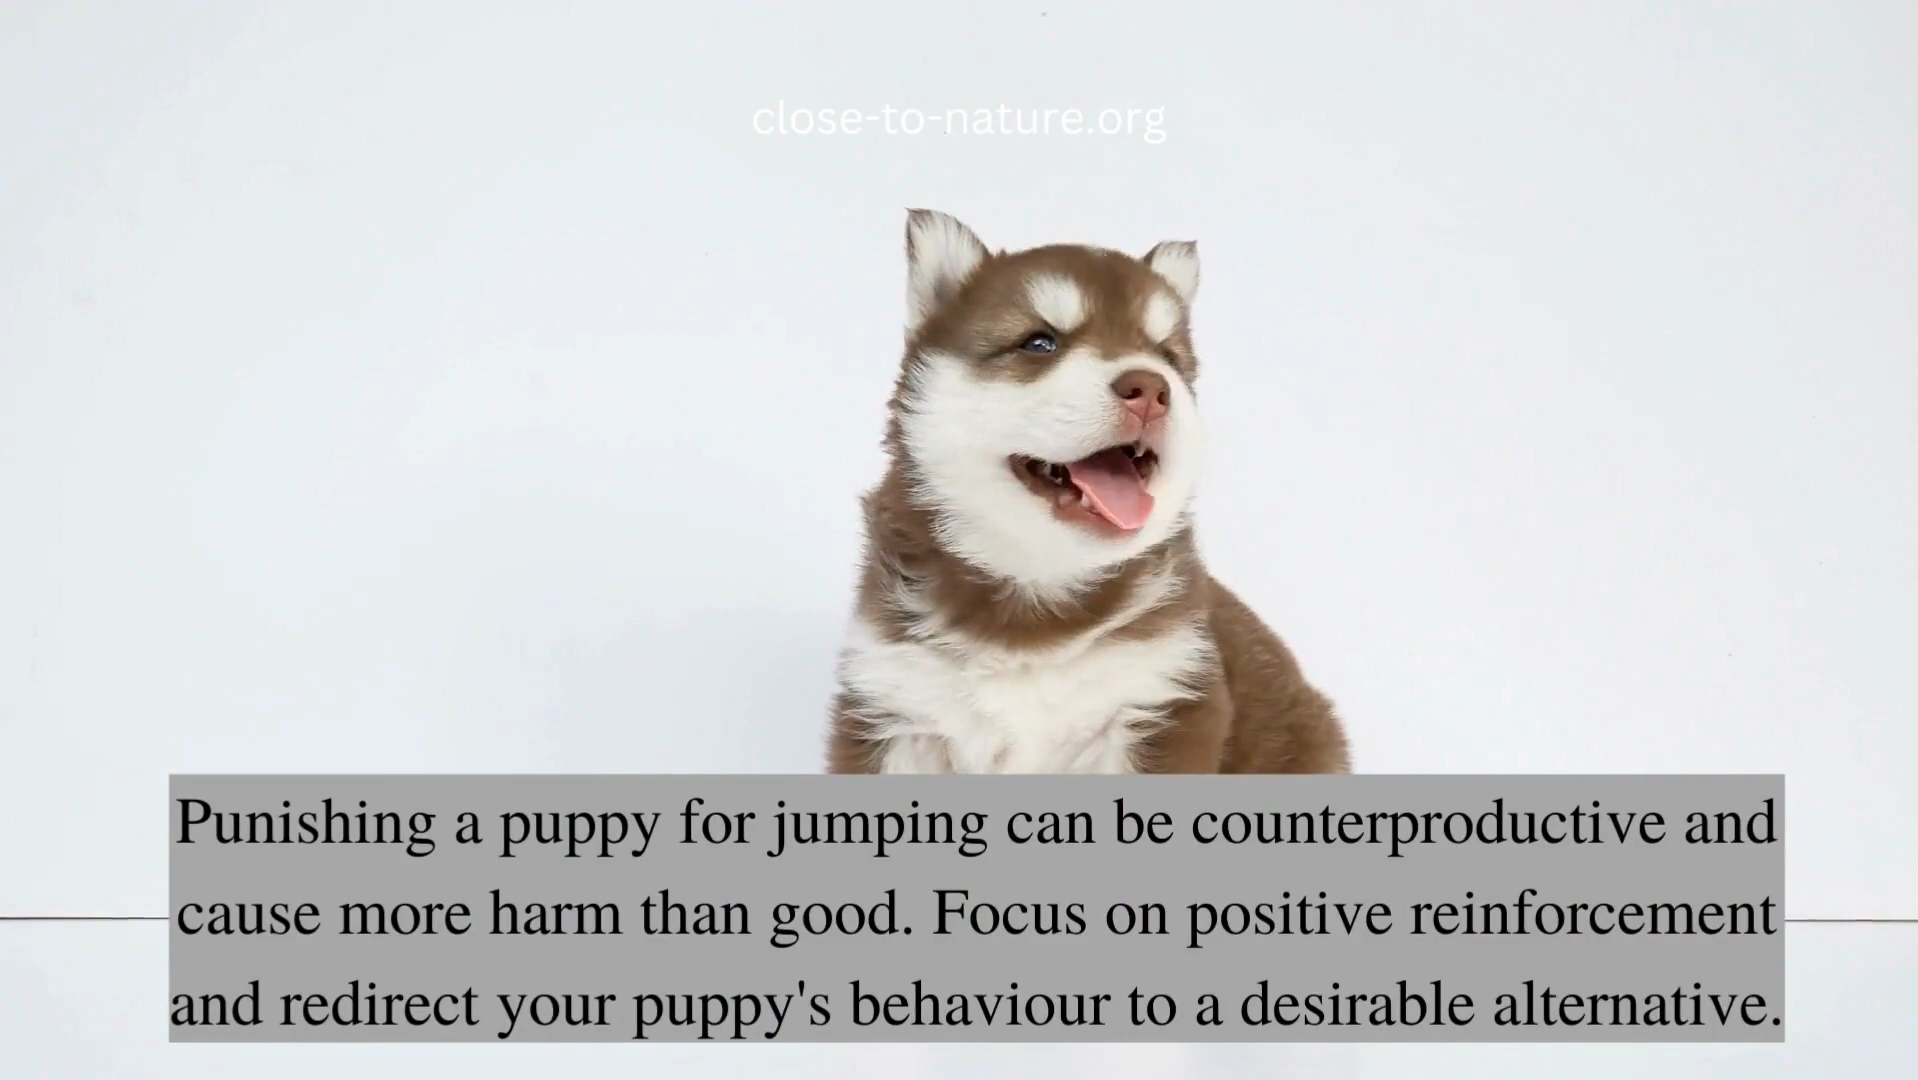 close-to-nature.org
Punishing a puppy for jumping can be counterproductive and
cause more harm than good. Focus on positive reinforcement
and redirect your puppy's behaviour to a desirable alternative.